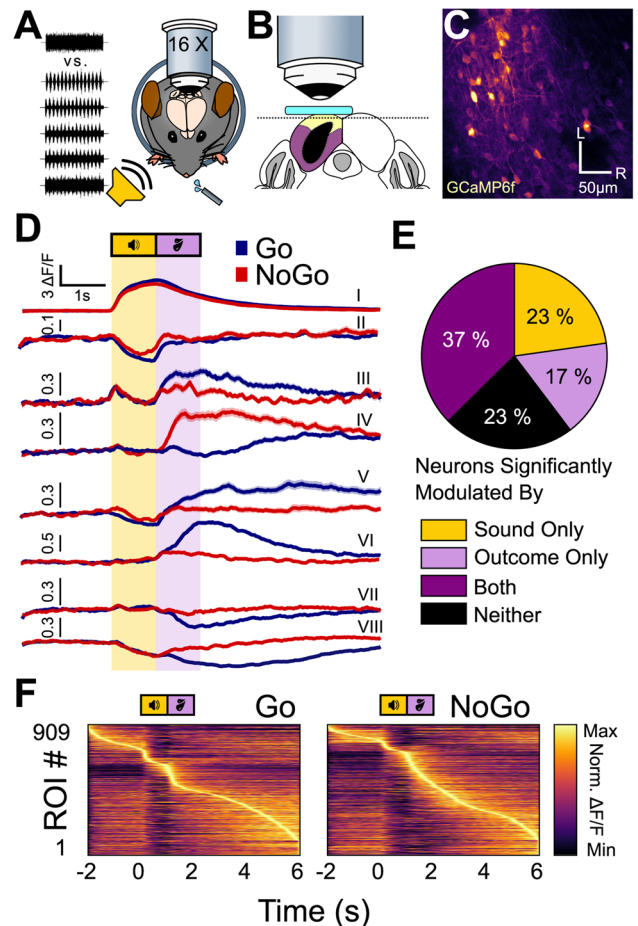 A
vs.
16 X
B
C
L
R
GCaMP6f
50µm
D
Go
NoGo
3 ΔF/F
1s
I
0.1
II
0.3
III
0.3
IV
0.3
V
0.5
VI
0.3
VII
0.3
VIII
E
37 %
23 %
17 %
23 %
Neurons Significantly
Modulated By
Sound Only
Outcome Only
Both
Neither
F
Go
NoGo
909
ROI #
1
-2 0 2 4 6
-2 0 2 4 6
Time (s)
Max
Norm. ΔF/F
Min